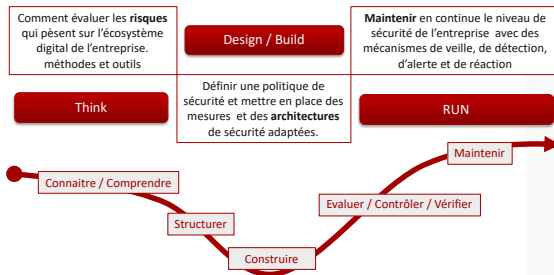 Comment évaluer les risques
qui pèsent sur l'écosystème
digital de l'entreprise.
méthodes et outils
Design / Build
Maintenir en continue le niveau de
sécurité de l'entreprise avec des
mécanismes de veille, de détection,
d'alerte et de réaction
Think
Définir une politique de
sécurité et mettre en place des
mesures et des architectures
de sécurité adaptées.
RUN
Maintenir
Connaitre / Comprendre
Evaluer / Contrôler / Vérifier
Structurer
Construire